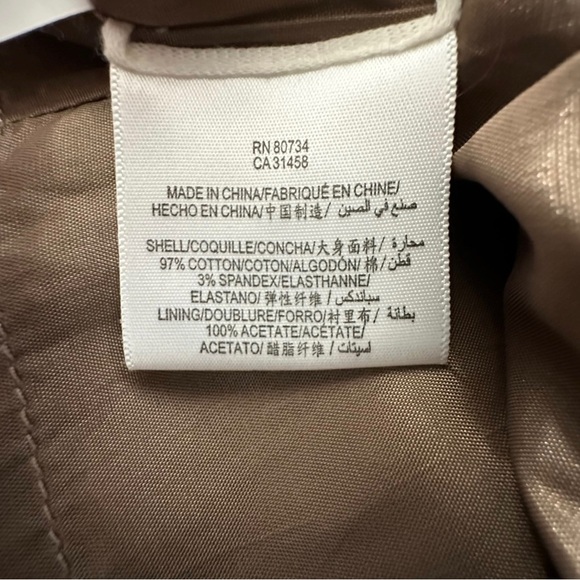 RN 80734
CA 31458
MADE IN CHINA/FABRIQUÉ EN CHINE/
HECHO EN CHINA/中国制造/ صنع في الصين
SHELL/COQUILLE/CONCHA/大身面料/ محارة/
97% COTTON/COTON/ALGODÓN/ 棉/ قطن/
3% SPANDEX/ELASTHANNE/
ELASTANO/ 弹性纤维/ سباندكس/
LINING/DOUBLURE/FORRO/衬里布/ بطانة/
100% ACETATE/ACÉTATE/
ACETATO/ 醋脂纤维/ اسيتات/